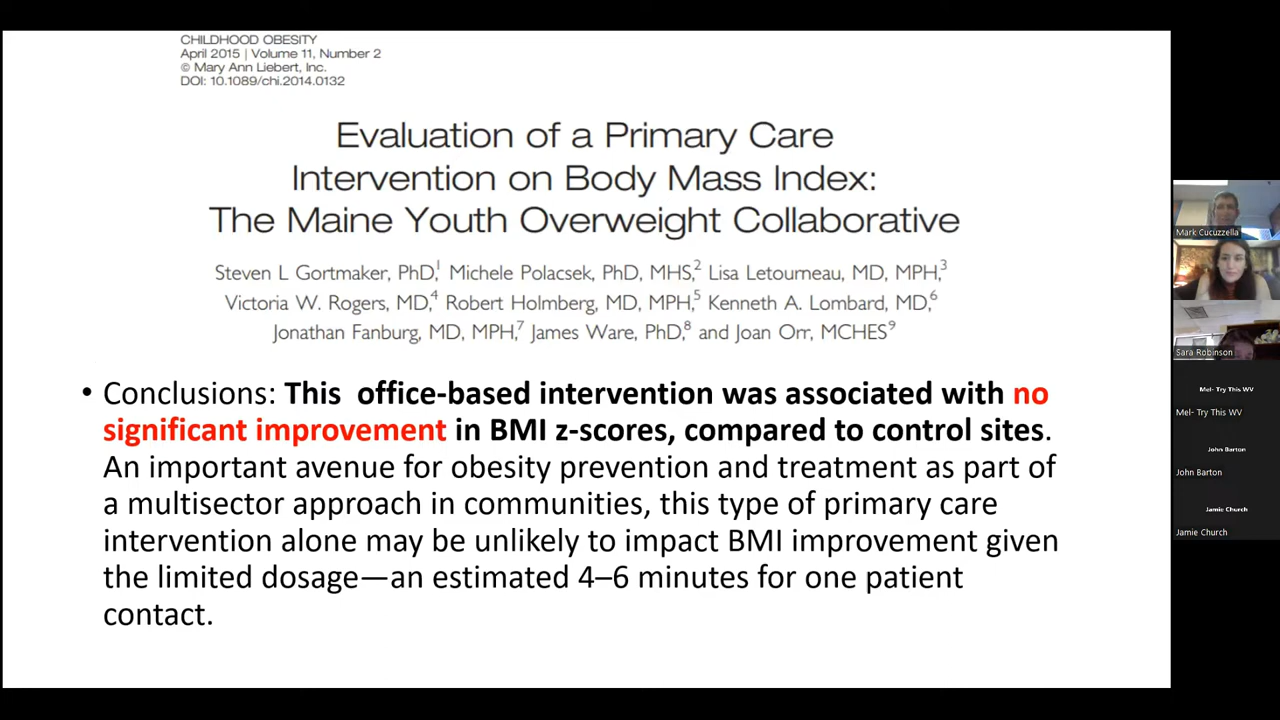 CHILDHOOD OBESITY
April 2015 | Volume 11, Number 2
© Mary Ann Liebert, Inc.
DOI: 10.1089/chi.2014.0132
Evaluation of a Primary Care
Intervention on Body Mass Index:
The Maine Youth Overweight Collaborative
Steven L Gortmaker, PhD,1 Michele Polacsek, PhD, MHS,2 Lisa Letourneau, MD, MPH,3
Victoria W. Rogers, MD,4 Robert Holmberg, MD, MPH,5 Kenneth A. Lombard, MD,6
Jonathan Fanburg, MD, MPH,7 James Ware, PhD,8 and Joan Orr, MCHES9
• Conclusions: This office-based intervention was associated with no
significant improvement in BMI z-scores, compared to control sites.
An important avenue for obesity prevention and treatment as part of
a multisector approach in communities, this type of primary care
intervention alone may be unlikely to impact BMI improvement given
the limited dosage—an estimated 4–6 minutes for one patient
contact.
Mark Cucuzzella
Sara Robinson
Mel- Try This WV
Mel- Try This WV
John Barton
John Barton
Jamie Church
Jamie Church